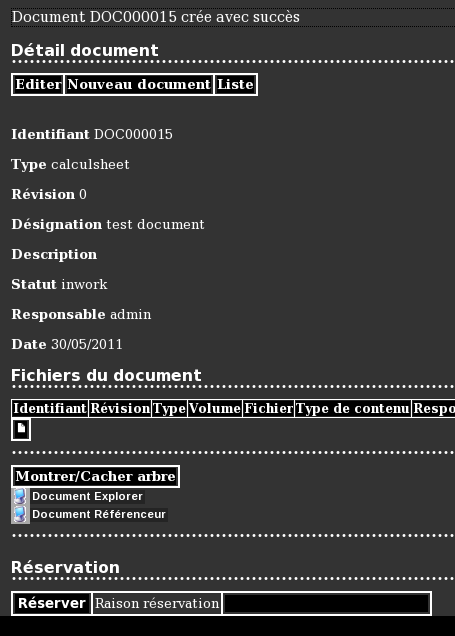 Document DOC000015 crée avec succès
Détail document
Editer Nouveau document Liste
Identifiant DOC000015
Type calculsheet
Révision 0
Désignation test document
Description
Statut inwork
Responsable admin
Date 30/05/2011
Fichiers du document
Identifiant Révision Type Volume Fichier Type de contenu Respo
Montrer/Cacher arbre
Document Explorer
Document Référenceur
Réservation
Réserver Raison réservation